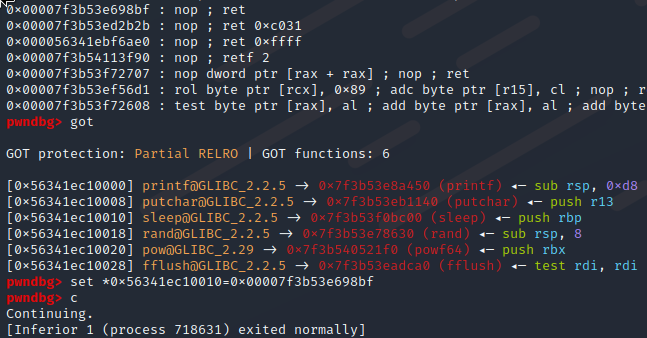 0×00007f3b53e698bf : nop ; ret
0×00007f3b53ed2b2b : nop ; ret 0×c031
0×000056341ebf6ae0 : nop ; ret 0×ffff
0×00007f3b54113f90 : nop ; retf 2
0×00007f3b53f72707 : nop dword ptr [rax + rax] ; nop ; ret
0×00007f3b53ef56d1 : rol byte ptr [rcx], 0×89 ; adc byte ptr [r15], cl ; nop ; r
0×00007f3b53f72608 : test byte ptr [rax], al ; add byte ptr [rax], al ; add byte
pwndbg> got
GOT protection: Partial RELRO | GOT functions: 6
[0×56341ec10000] printf@GLIBC_2.2.5 → 0×7f3b53e8a450 (printf) ◂— sub rsp, 0×d8
[0×56341ec10008] putchar@GLIBC_2.2.5 → 0×7f3b53eb1140 (putchar) ◂— push r13
[0×56341ec10010] sleep@GLIBC_2.2.5 → 0×7f3b53f0bc00 (sleep) ◂— push rbp
[0×56341ec10018] rand@GLIBC_2.2.5 → 0×7f3b53e78630 (rand) ◂— sub rsp, 8
[0×56341ec10020] pow@GLIBC_2.29 → 0×7f3b540521f0 (powf64) ◂— push rbx
[0×56341ec10028] fflush@GLIBC_2.2.5 → 0×7f3b53eadca0 (fflush) ◂— test rdi, rdi
pwndbg> set *0×56341ec10010=0×00007f3b53e698bf
pwndbg> c
Continuing.
[Inferior 1 (process 718631) exited normally]